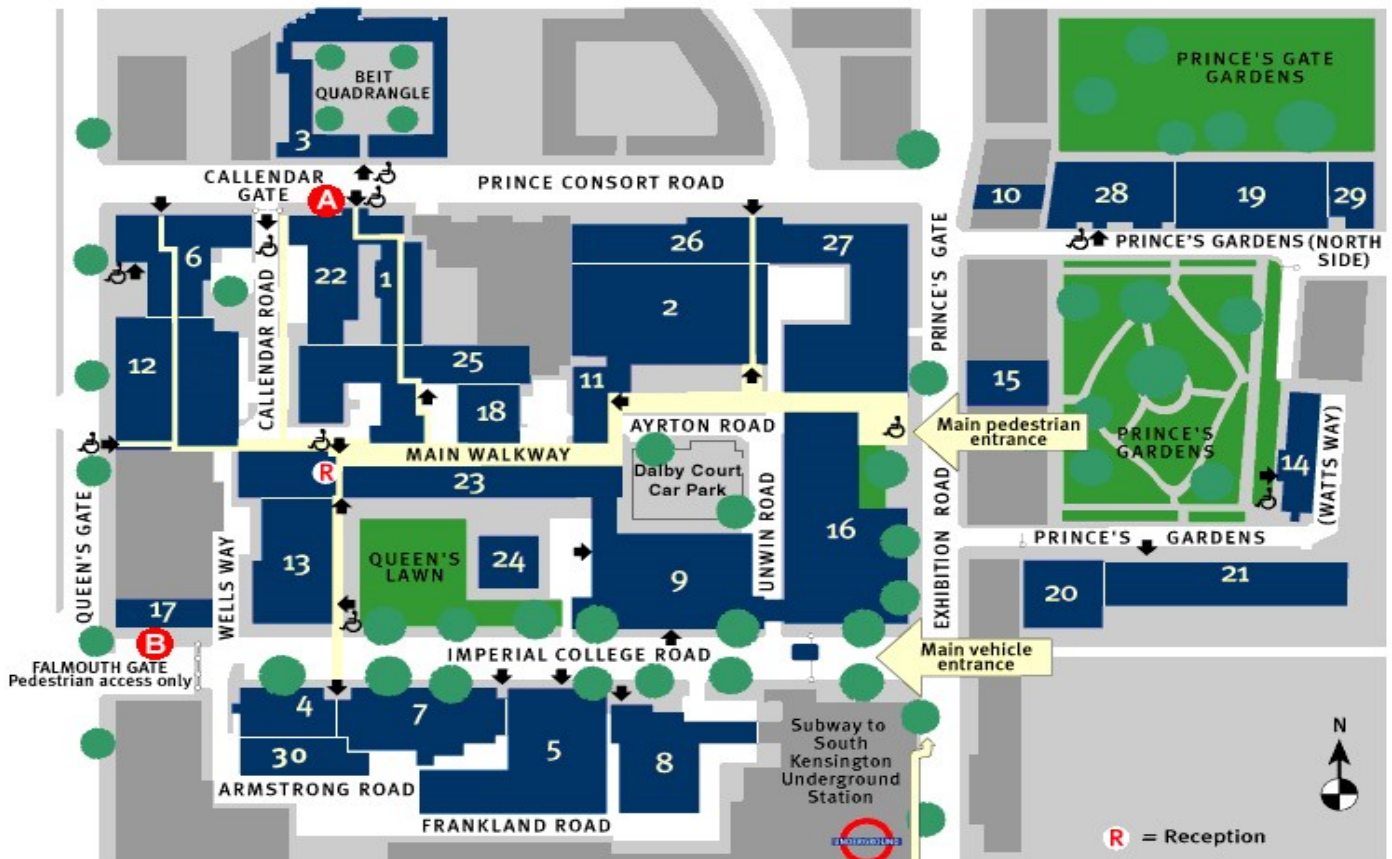 BEIT
QUADRANGLE
3
PRINCE'S GATE
GARDENS
CALLENDAR
GATE
A
PRINCE CONSORT ROAD
10
28
19
29
PRINCE'S GARDENS (NORTH
SIDE)
6
22
1
26
27
2
CALLENDAR ROAD
PRINCE'S GATE
12
25
11
18
15
AYRTON ROAD
Main pedestrian
entrance
PRINCE'S
GARDENS
14
(WATTS WAY)
MAIN WALKWAY
R
23
Dalby Court
Car Park
UNWIN ROAD
16
EXHIBITION ROAD
QUEEN'S GATE
WELLS WAY
13
QUEEN'S
LAWN
24
9
PRINCE'S GARDENS
20
21
17
B
FALMOUTH GATE
Pedestrian access only
IMPERIAL COLLEGE ROAD
Main vehicle
entrance
4
7
5
8
30
ARMSTRONG ROAD
FRANKLAND ROAD
Subway to
South
Kensington
Underground
Station
UNDERGROUND
N
R = Reception